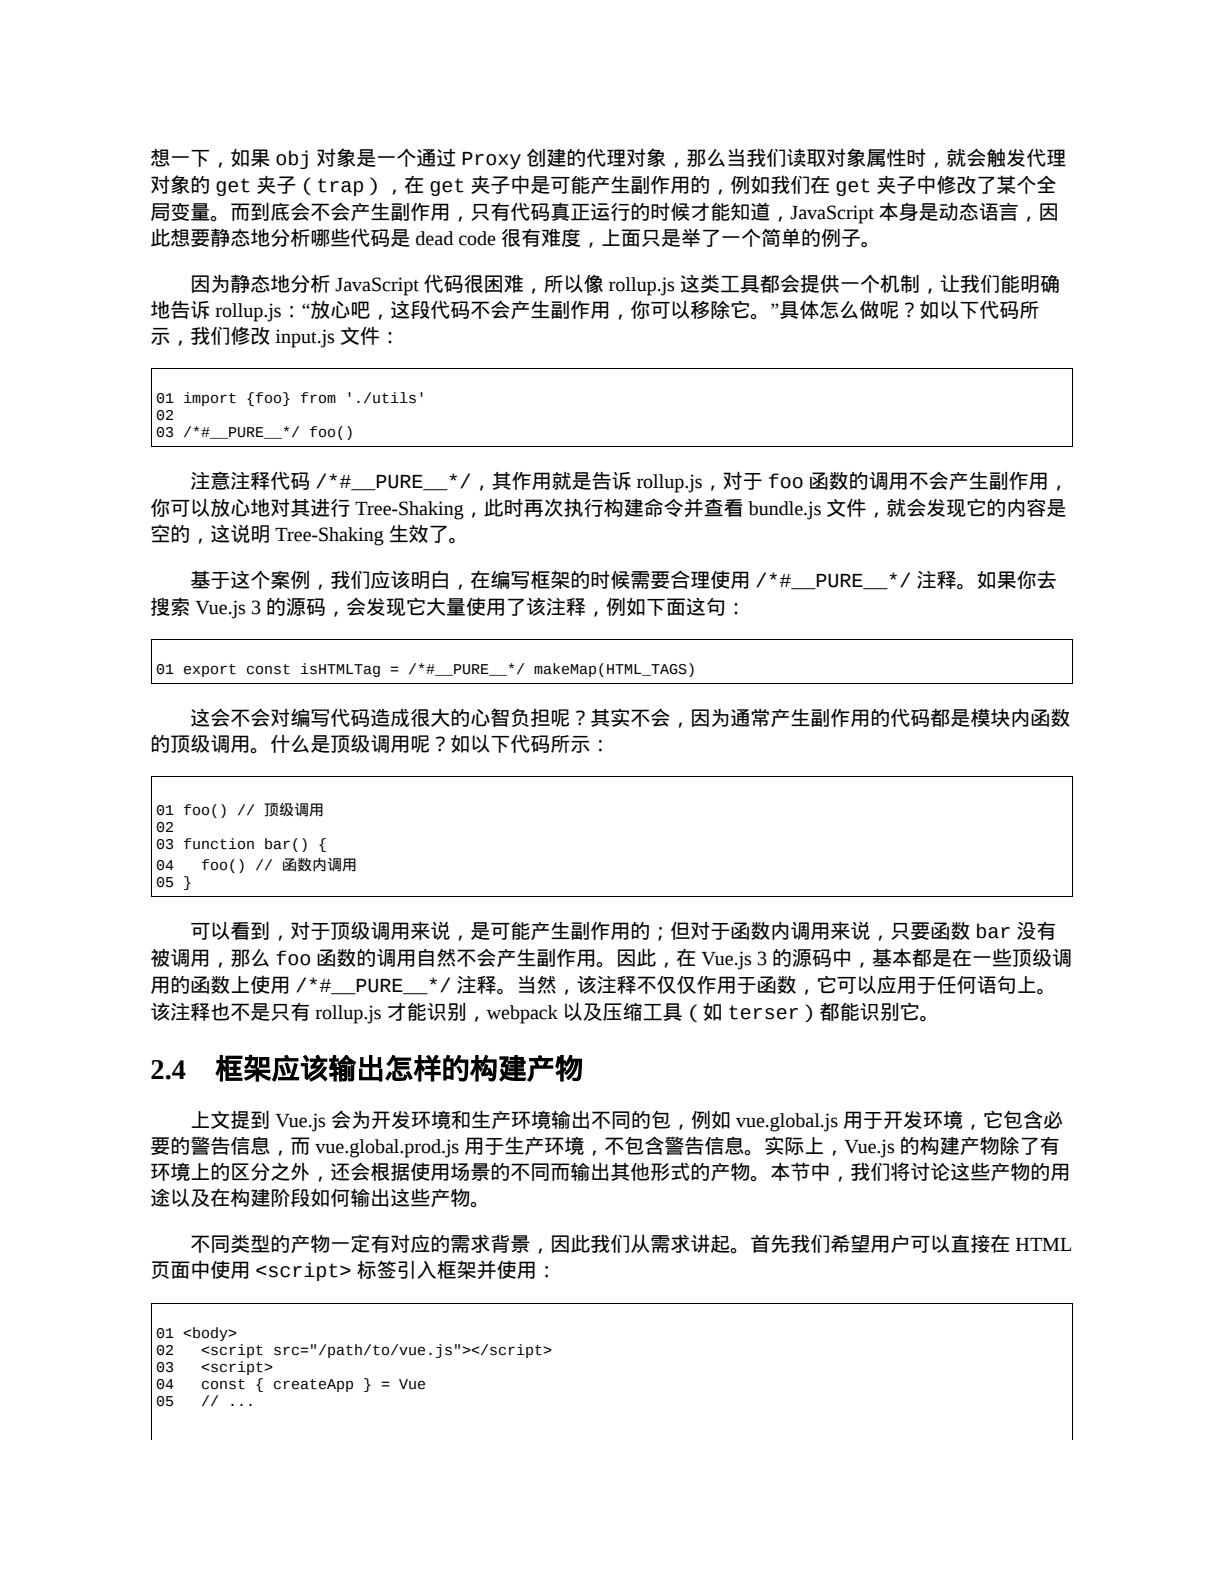 想一下，如果 obj 对象是一个通过 Proxy 创建的代理对象，那么当我们读取对象属性时，就会触发代理
对象的 get 夹子（trap），在 get 夹子中是可能产生副作用的，例如我们在 get 夹子中修改了某个全
局变量。而到底会不会产生副作用，只有代码真正运行的时候才能知道，JavaScript 本身是动态语言，因
此想要静态地分析哪些代码是 dead code 很有难度，上面只是举了一个简单的例子。
因为静态地分析 JavaScript 代码很困难，所以像 rollup.js 这类工具都会提供一个机制，让我们能明确
地告诉 rollup.js：“放心吧，这段代码不会产生副作用，你可以移除它。”具体怎么做呢？如以下代码所
示，我们修改 input.js 文件：
01 import {foo} from './utils'
02
03 /*#__PURE__*/ foo()
注意注释代码 /*#__PURE__*/，其作用就是告诉 rollup.js，对于 foo 函数的调用不会产生副作用，
你可以放心地对其进行 Tree-Shaking，此时再次执行构建命令并查看 bundle.js 文件，就会发现它的内容是
空的，这说明 Tree-Shaking 生效了。
基于这个案例，我们应该明白，在编写框架的时候需要合理使用 /*#__PURE__*/ 注释。如果你去
搜索 Vue.js 3 的源码，会发现它大量使用了该注释，例如下面这句：
01 export const isHTMLTag = /*#__PURE__*/ makeMap(HTML_TAGS)
这会不会对编写代码造成很大的心智负担呢？其实不会，因为通常产生副作用的代码都是模块内函数
的顶级调用。什么是顶级调用呢？如以下代码所示：
01 foo() // 顶级调用
02
03 function bar() {
04   foo() // 函数内调用
05 }
可以看到，对于顶级调用来说，是可能产生副作用的；但对于函数内调用来说，只要函数 bar 没有
被调用，那么 foo 函数的调用自然不会产生副作用。因此，在 Vue.js 3 的源码中，基本都是在一些顶级调
用的函数上使用 /*#__PURE__*/ 注释。当然，该注释不仅仅作用于函数，它可以应用于任何语句上。
该注释也不是只有 rollup.js 才能识别，webpack 以及压缩工具（如 terser）都能识别它。
2.4 框架应该输出怎样的构建产物
上文提到 Vue.js 会为开发环境和生产环境输出不同的包，例如 vue.global.js 用于开发环境，它包含必
要的警告信息，而 vue.global.prod.js 用于生产环境，不包含警告信息。实际上，Vue.js 的构建产物除了有
环境上的区分之外，还会根据使用场景的不同而输出其他形式的产物。本节中，我们将讨论这些产物的用
途以及在构建阶段如何输出这些产物。
不同类型的产物一定有对应的需求背景，因此我们从需求讲起。首先我们希望用户可以直接在 HTML
页面中使用 <script> 标签引入框架并使用：
01 <body>
02   <script src="/path/to/vue.js"></script>
03   <script>
04   const { createApp } = Vue
05   // ...